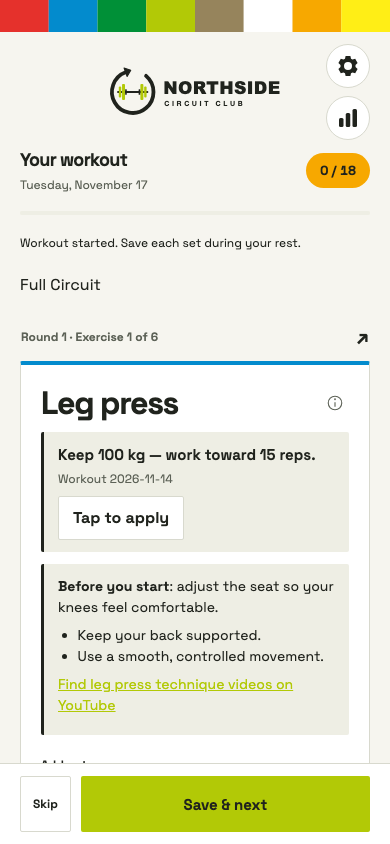 NORTHSIDE
CIRCUIT CLUB
Your workout
Tuesday, November 17
0 / 18
Workout started. Save each set during your rest.
Full Circuit
Round 1 · Exercise 1 of 6
Leg press
Keep 100 kg — work toward 15 reps.
Workout 2026-11-14
Tap to apply
Before you start: adjust the seat so your
knees feel comfortable.
• Keep your back supported.
• Use a smooth, controlled movement.
Find leg press technique videos on
YouTube
Skip
Save & next